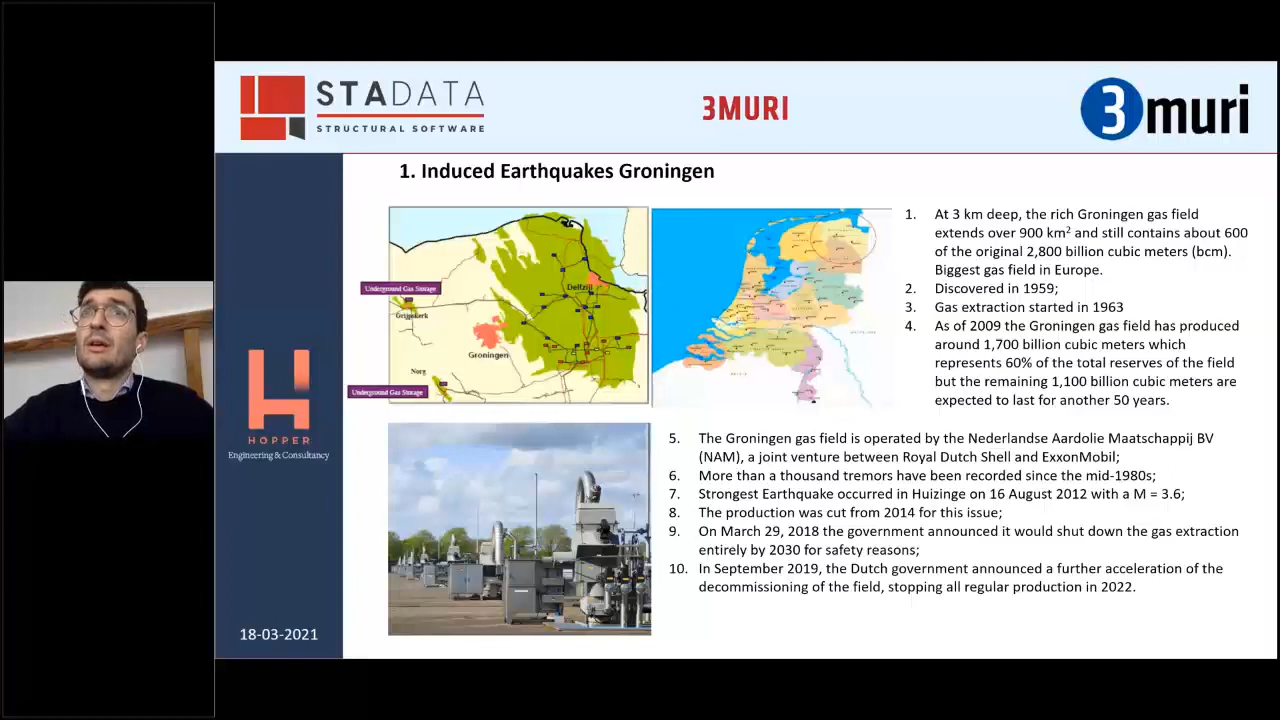 STADATA
STRUCTURAL SOFTWARE
3MURI
3muri
1. Induced Earthquakes Groningen
Underground Gas Storage
Grijpskerk
Delfzijl
Groningen
Norg
Underground Gas Storage
1. At 3 km deep, the rich Groningen gas field
extends over 900 km² and still contains about 600
of the original 2,800 billion cubic meters (bcm).
Biggest gas field in Europe.
2. Discovered in 1959;
3. Gas extraction started in 1963
4. As of 2009 the Groningen gas field has produced
around 1,700 billion cubic meters which
represents 60% of the total reserves of the field
but the remaining 1,100 billion cubic meters are
expected to last for another 50 years.
H
HOPPER
Engineering & Consultancy
5. The Groningen gas field is operated by the Nederlandse Aardolie Maatschappij BV
(NAM), a joint venture between Royal Dutch Shell and ExxonMobil;
6. More than a thousand tremors have been recorded since the mid-1980s;
7. Strongest Earthquake occurred in Huizinge on 16 August 2012 with a M = 3.6;
8. The production was cut from 2014 for this issue;
9. On March 29, 2018 the government announced it would shut down the gas extraction
entirely by 2030 for safety reasons;
10. In September 2019, the Dutch government announced a further acceleration of the
decommissioning of the field, stopping all regular production in 2022.
18-03-2021